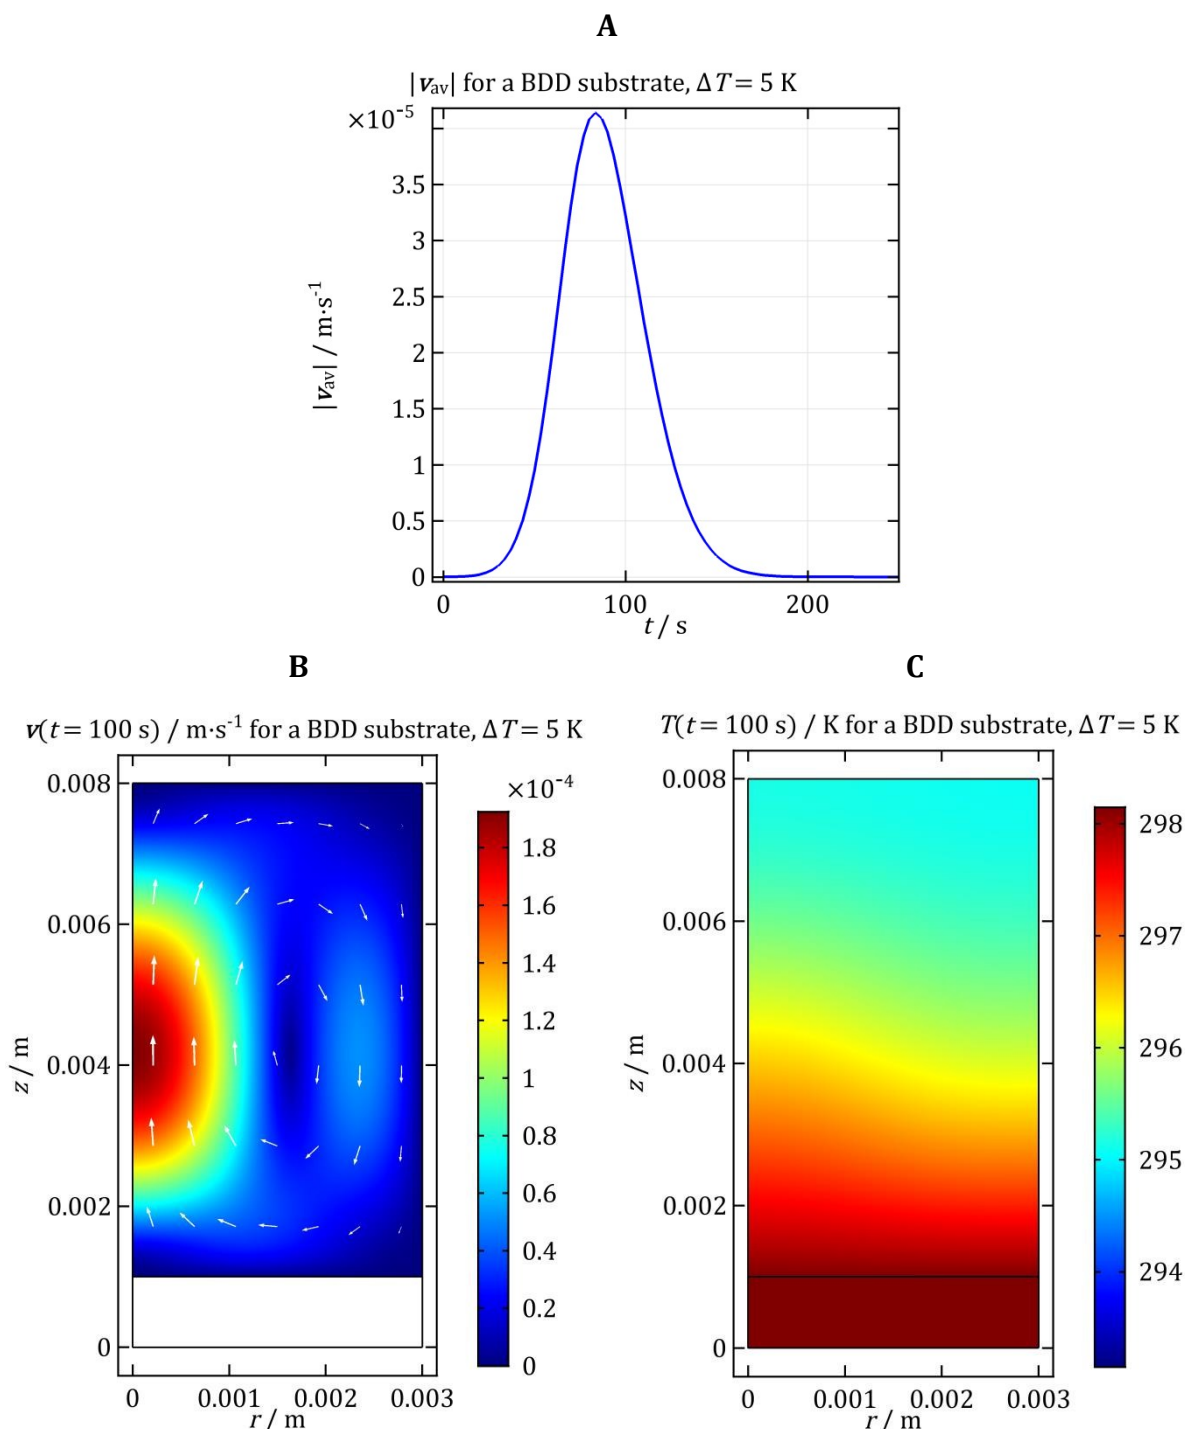 A
|v_av| for a BDD substrate, ΔT = 5 K
×10⁻⁵
3.5
3
2.5
2
1.5
1
0.5
0
|v_av| / m·s⁻¹
0 100 200
t / s
B
v(t = 100 s) / m·s⁻¹ for a BDD substrate, ΔT = 5 K
×10⁻⁴
0.008
0.006
0.004
0.002
0
z / m
0 0.001 0.002 0.003
r / m
1.8
1.6
1.4
1.2
1
0.8
0.6
0.4
0.2
0
C
T(t = 100 s) / K for a BDD substrate, ΔT = 5 K
0.008
0.006
0.004
0.002
0
z / m
0 0.001 0.002 0.003
r / m
298
297
296
295
294